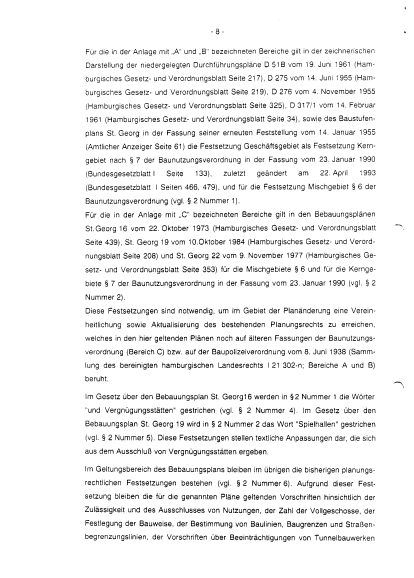 - 8 -
Für die in der Anlage mit „A" und „B" bezeichneten Bereiche gilt in der zeichnerischen
Darstellung der niedergelegten Durchführungspläne D 51B vom 19. Juni 1961 (Ham-
burgisches Gesetz- und Verordnungsblatt Seite 217), D 275 vom 14. Juni 1955 (Ham-
burgisches Gesetz- und Verordnungsblatt Seite 219), D 276 vom 4. November 1955
(Hamburgisches Gesetz- und Verordnungsblatt Seite 325), D 317/1 vom 14. Februar
1961 (Hamburgisches Gesetz- und Verordnungsblatt Seite 34), sowie des Baustufen-
plans St. Georg in der Fassung seiner erneuten Feststellung vom 14. Januar 1955
(Amtlicher Anzeiger Seite 61) die Festsetzung Geschäftsgebiet als Festsetzung Kern-
gebiet nach § 7 der Baunutzungsverordnung in der Fassung vom 23. Januar 1990
(Bundesgesetzblatt I Seite 133), zuletzt geändert am 22. April 1993
(Bundesgesetzblatt I Seiten 466, 479), und für die Festsetzung Mischgebiet § 6 der
Baunutzungsverordnung (vgl. § 2 Nummer 1).
Für die in der Anlage mit „C" bezeichneten Bereiche gilt in den Bebauungsplänen
St.Georg 16 vom 22. Oktober 1973 (Hamburgisches Gesetz- und Verordnungsblatt
Seite 439), St. Georg 19 vom 10.Oktober 1984 (Hamburgisches Gesetz- und Verord-
nungsblatt Seite 208) und St. Georg 22 vom 9. November 1977 (Hamburgisches Ge-
setz- und Verordnungsblatt Seite 353) für die Mischgebiete § 6 und für die Kernge-
biete § 7 der Baunutzungsverordnung in der Fassung vom 23. Januar 1990 (vgl. § 2
Nummer 2).
Diese Festsetzungen sind notwendig, um im Gebiet der Planänderung eine Verein-
heitlichung sowie Aktualisierung des bestehenden Planungsrechts zu erreichen,
welches in den hier geltenden Plänen noch auf älteren Fassungen der Baunutzungs-
verordnung (Bereich C) bzw. auf der Baupolizeiverordnung vom 8. Juni 1938 (Samm-
lung des bereinigten hamburgischen Landesrechts I 21 302-n; Bereiche A und B)
beruht.
Im Gesetz über den Bebauungsplan St. Georg16 werden in §2 Nummer 1 die Wörter
"und Vergnügungsstätten" gestrichen (vgl. § 2 Nummer 4). Im Gesetz über den
Bebauungsplan St. Georg 19 wird in § 2 Nummer 2 das Wort "Spielhallen" gestrichen
(vgl. § 2 Nummer 5). Diese Festsetzungen stellen textliche Anpassungen dar, die sich
aus dem Ausschluß von Vergnügungsstätten ergeben.
Im Geltungsbereich des Bebauungsplans bleiben im übrigen die bisherigen planungs-
rechtlichen Festsetzungen bestehen (vgl. § 2 Nummer 6). Aufgrund dieser Fest-
setzung bleiben die für die genannten Pläne geltenden Vorschriften hinsichtlich der
Zulässigkeit und des Ausschlusses von Nutzungen, der Zahl der Vollgeschosse, der
Festlegung der Bauweise, der Bestimmung von Baulinien, Baugrenzen und Straßen-
begrenzungslinien, der Vorschriften über Beeinträchtigungen von Tunnelbauwerken